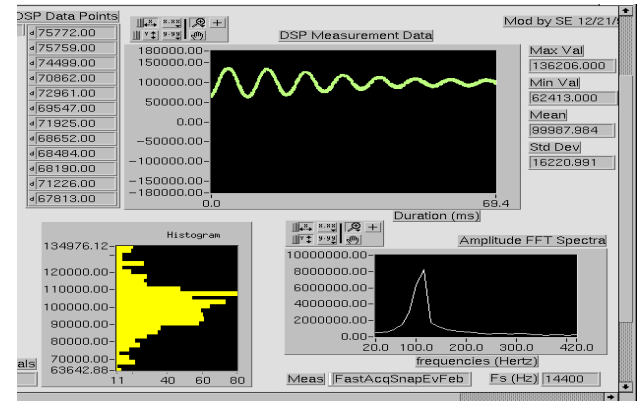 DSP Data Points
75772.00
75759.00
74499.00
70862.00
72961.00
69547.00
71925.00
68652.00
68484.00
68190.00
71226.00
67813.00
Mod by SE 12/21/
DSP Measurement Data
180000.00
150000.00
100000.00
50000.00
0.00
-50000.00
-100000.00
-150000.00
-180000.00
0.0 69.4
Duration (ms)
Max Val
136206.000
Min Val
62413.000
Mean
99987.984
Std Dev
16220.991
Histogram
134976.12
120000.00
110000.00
100000.00
90000.00
80000.00
70000.00
63642.88
11 40 60 80
Amplitude FFT Spectra
10000000.00
8000000.00
6000000.00
4000000.00
2000000.00
0.00
20.0 100.0 200.0 300.0 420.0
frequencies (Hertz)
als
Meas FastAcqSnapEvFeb Fs (Hz) 14400